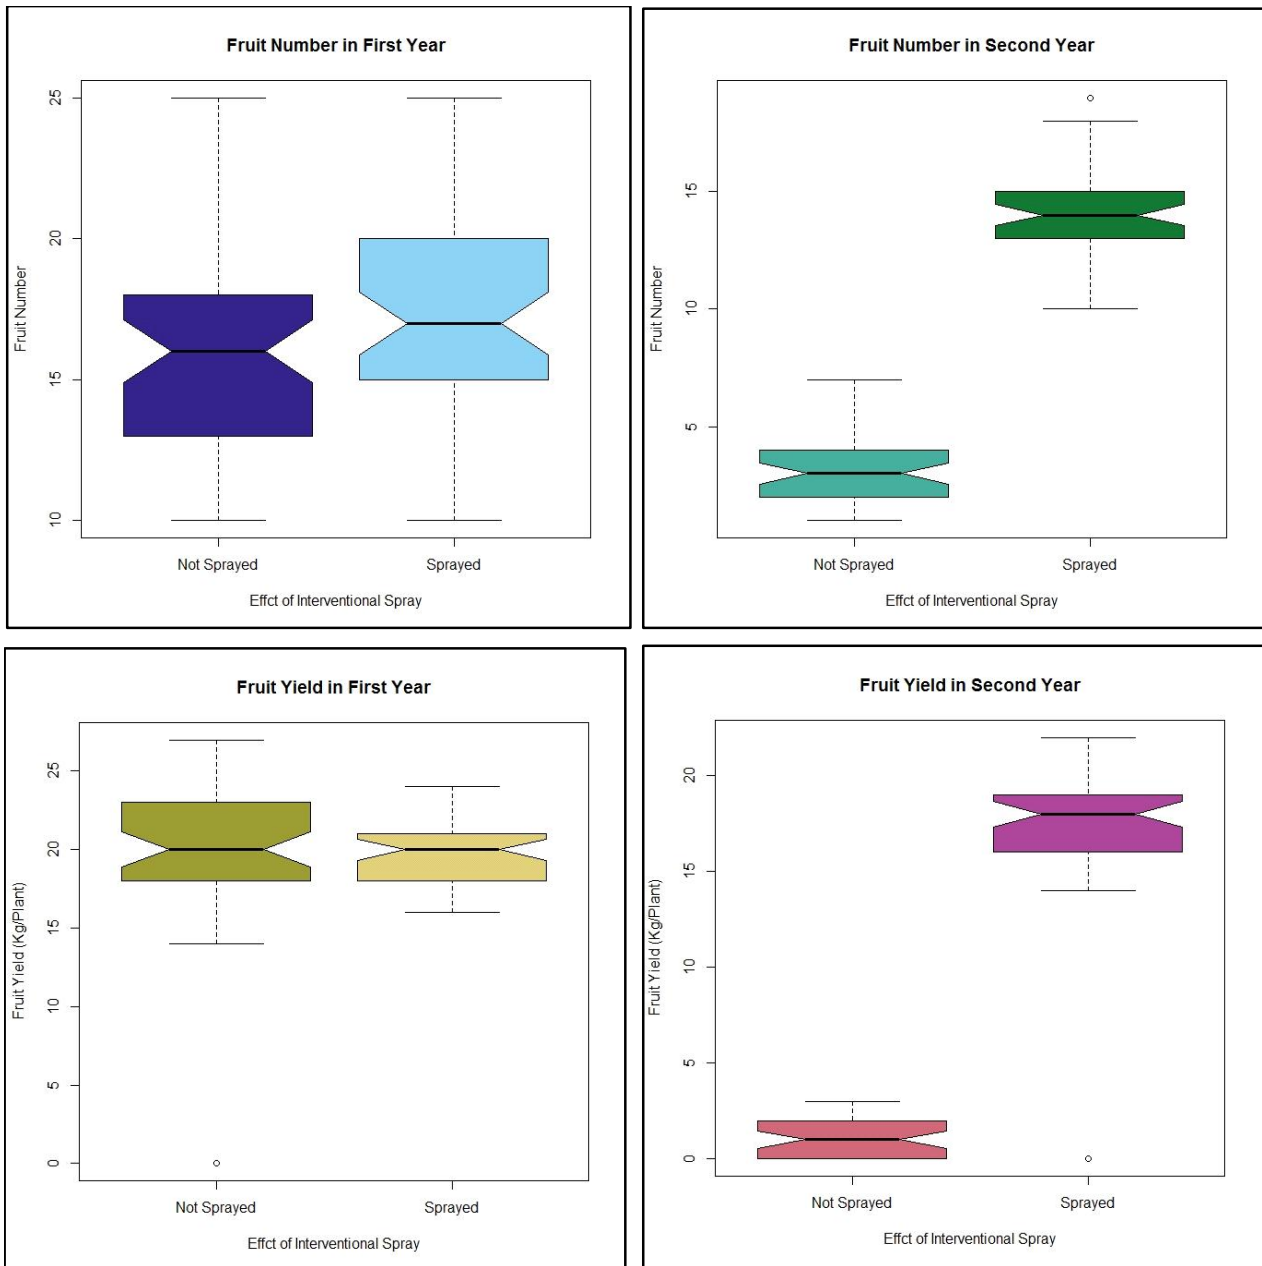 Fruit Number in First Year
Fruit Number
25
20
15
10
Not Sprayed
Sprayed
Effct of Interventional Spray
Fruit Number in Second Year
Fruit Number
15
10
5
Not Sprayed
Sprayed
Effct of Interventional Spray
Fruit Yield in First Year
Fruit Yield (Kg/Plant)
25
20
15
10
5
0
Not Sprayed
Sprayed
Effct of Interventional Spray
Fruit Yield in Second Year
Fruit Yield (Kg/Plant)
20
15
10
5
0
Not Sprayed
Sprayed
Effct of Interventional Spray